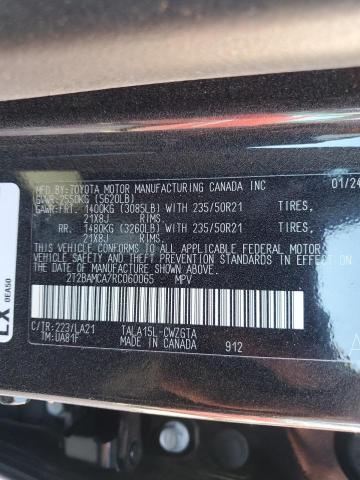 MFD.BY:TOYOTA MOTOR MANUFACTURING CANADA INC 01/24
GVWR:2550KG (5620LB)
GAWR:FRT. 1400KG (3085LB) WITH 235/50R21 TIRES,
21X8J RIMS.
RR. 1480KG (3260LB) WITH 235/50R21 TIRES,
21X8J RIMS.
THIS VEHICLE CONFORMS TO ALL APPLICABLE FEDERAL MOTOR
VEHICLE SAFETY AND THEFT PREVENTION STANDARDS IN EFFECT
ON THE DATE OF MANUFACTURE SHOWN ABOVE.
2T2BAMCA7RC060065 MPV
C/TR:223/LA21 TALA15L-CWZGTA
TM:UA81F MADE IN CANADA 912
LX 0EA50